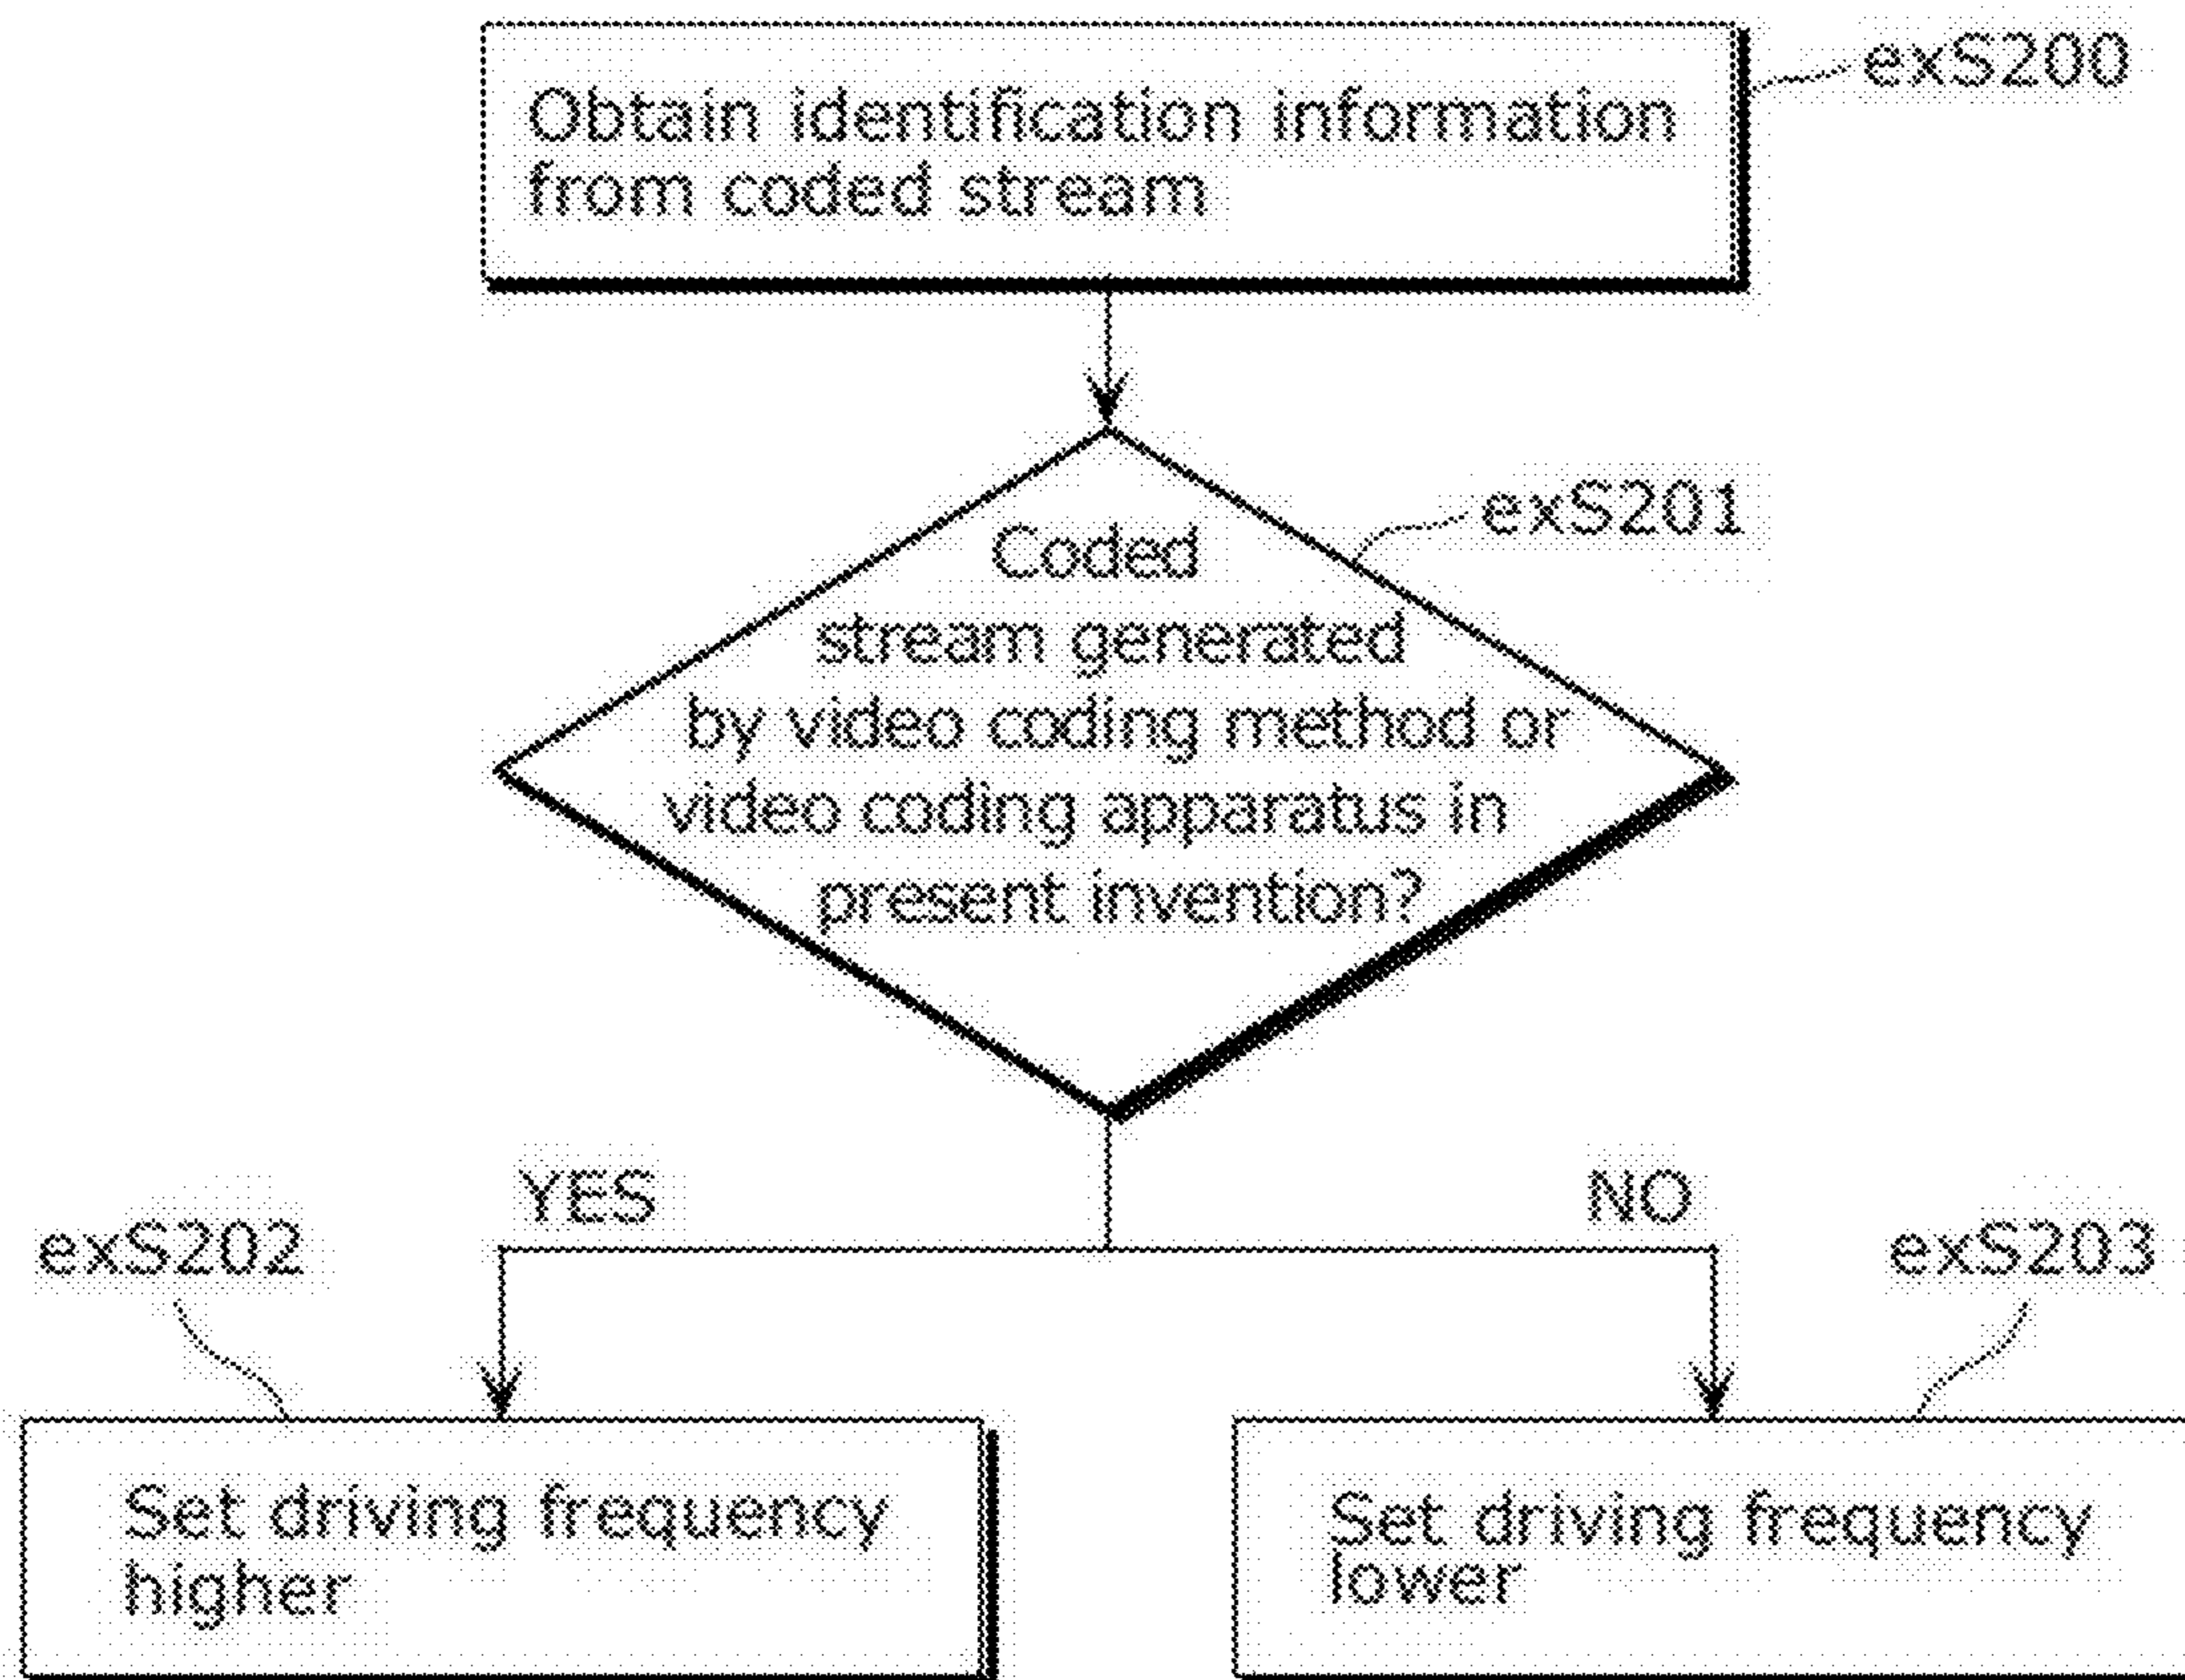 Obtain identification information
from coded stream
exS200
exS201
Coded
stream generated
by video coding method or
video coding apparatus in
present invention?
YES
NO
exS202
exS203
Set driving frequency
higher
Set driving frequency
lower